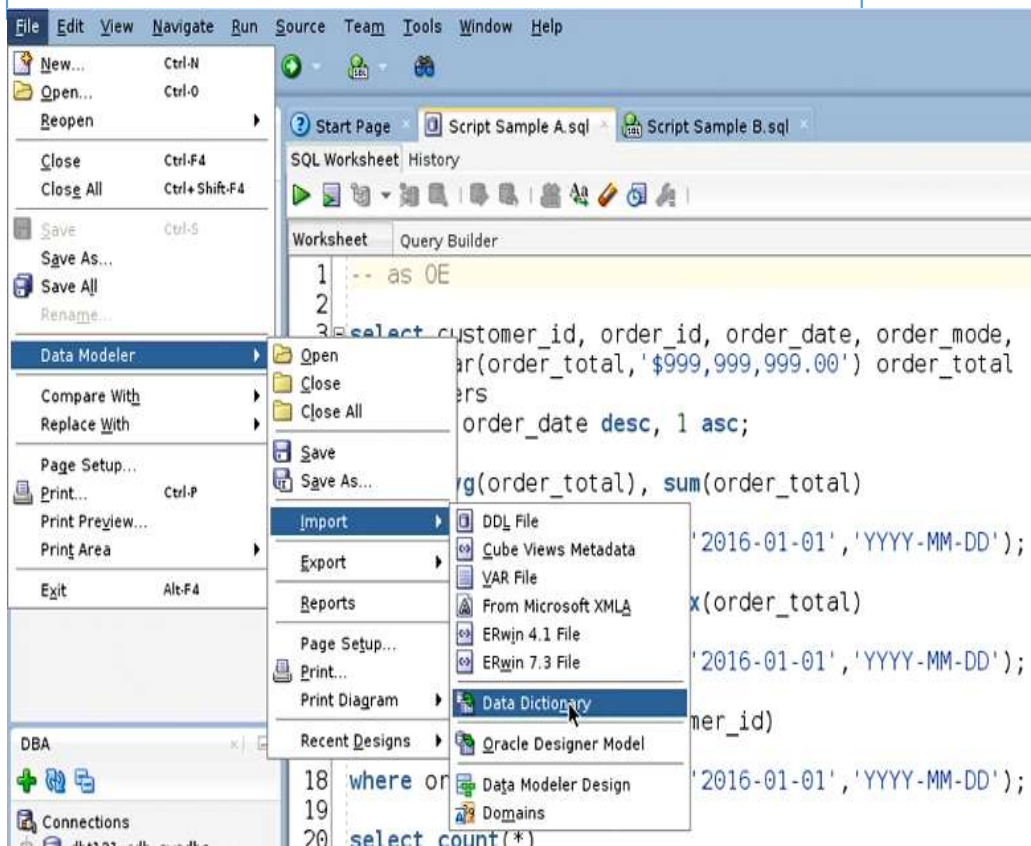 File Edit View Navigate Run Source Team Tools Window Help
New... Ctrl-N
Open... Ctrl-O
Reopen
Close Ctrl-F4
Close All Ctrl+Shift-F4
Save Ctrl-S
Save As...
Save All
Rename...
Data Modeler
Compare With
Replace With
Page Setup...
Print... Ctrl-P
Print Preview...
Print Area
Exit Alt-F4
Open
Close
Close All
Save
Save As...
Import
Export
Reports
Page Setup...
Print...
Print Diagram
Recent Designs
DDL File
Cube Views Metadata
VAR File
From Microsoft XMLA
ERwin 4.1 File
ERwin 7.3 File
Data Dictionary
Oracle Designer Model
Data Modeler Design
Domains
Start Page Script Sample A.sql Script Sample B.sql
SQL Worksheet History
Worksheet Query Builder
1 -- as OE
2
3 select customer_id, order_id, order_date, order_mode,
ar(order_total,'$999,999,999.00') order_total
ers
order_date desc, 1 asc;
vg(order_total), sum(order_total)
'2016-01-01','YYYY-MM-DD');
x(order_total)
'2016-01-01','YYYY-MM-DD');
mer_id)
18 where or '2016-01-01','YYYY-MM-DD');
19
20 select count(*)
DBA
Connections